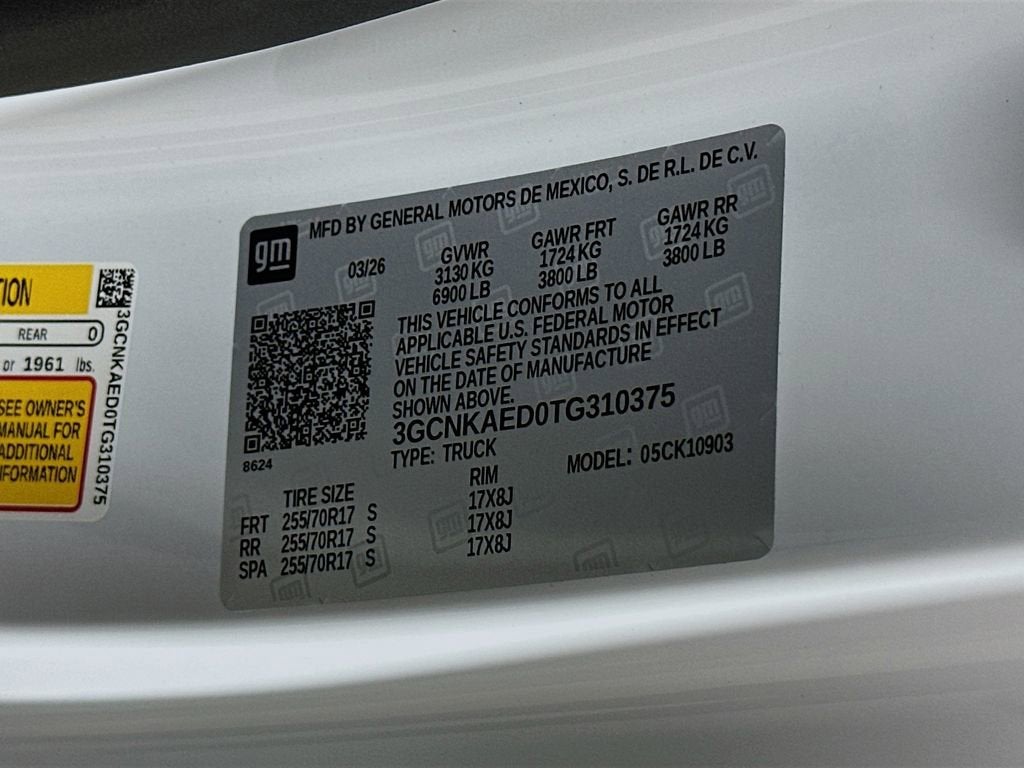 TION
REAR 0
or 1961 lbs.
SEE OWNER'S
MANUAL FOR
ADDITIONAL
INFORMATION
3GCNKAED0TG310375
gm
MFD BY GENERAL MOTORS DE MEXICO, S. DE R.L. DE C.V.
03/26
GVWR
3130 KG
6900 LB
GAWR FRT
1724 KG
3800 LB
GAWR RR
1724 KG
3800 LB
THIS VEHICLE CONFORMS TO ALL
APPLICABLE U.S. FEDERAL MOTOR
VEHICLE SAFETY STANDARDS IN EFFECT
ON THE DATE OF MANUFACTURE
SHOWN ABOVE.
3GCNKAED0TG310375
TYPE: TRUCK
MODEL: 05CK10903
8624
TIRE SIZE RIM
FRT 255/70R17 S 17X8J
RR 255/70R17 S 17X8J
SPA 255/70R17 S 17X8J